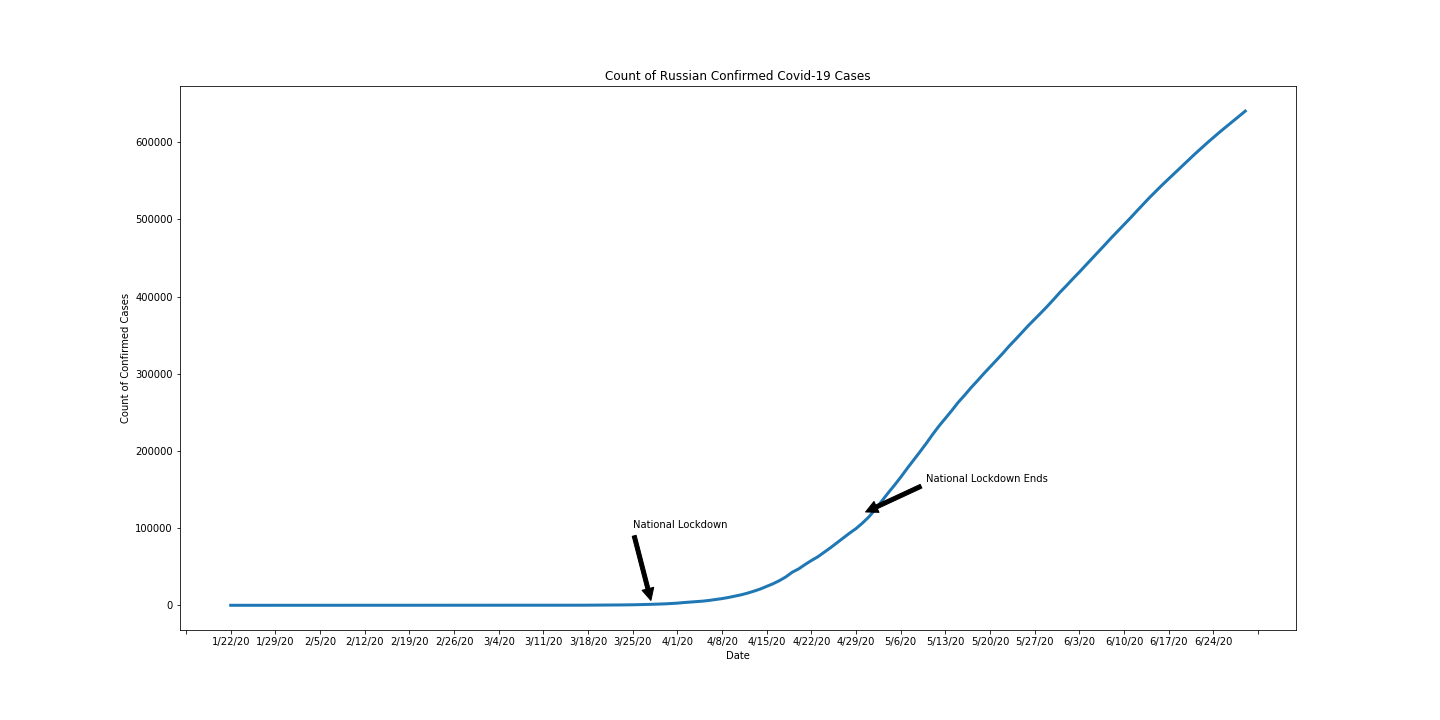 Count of Russian Confirmed Covid-19 Cases
600000
500000
400000
300000
200000
100000
0
Count of Confirmed Cases
National Lockdown Ends
National Lockdown
1/22/20 1/29/20 2/5/20 2/12/20 2/19/20 2/26/20 3/4/20 3/11/20 3/18/20 3/25/20 4/1/20 4/8/20 4/15/20 4/22/20 4/29/20 5/6/20 5/13/20 5/20/20 5/27/20 6/3/20 6/10/20 6/17/20 6/24/20
Date